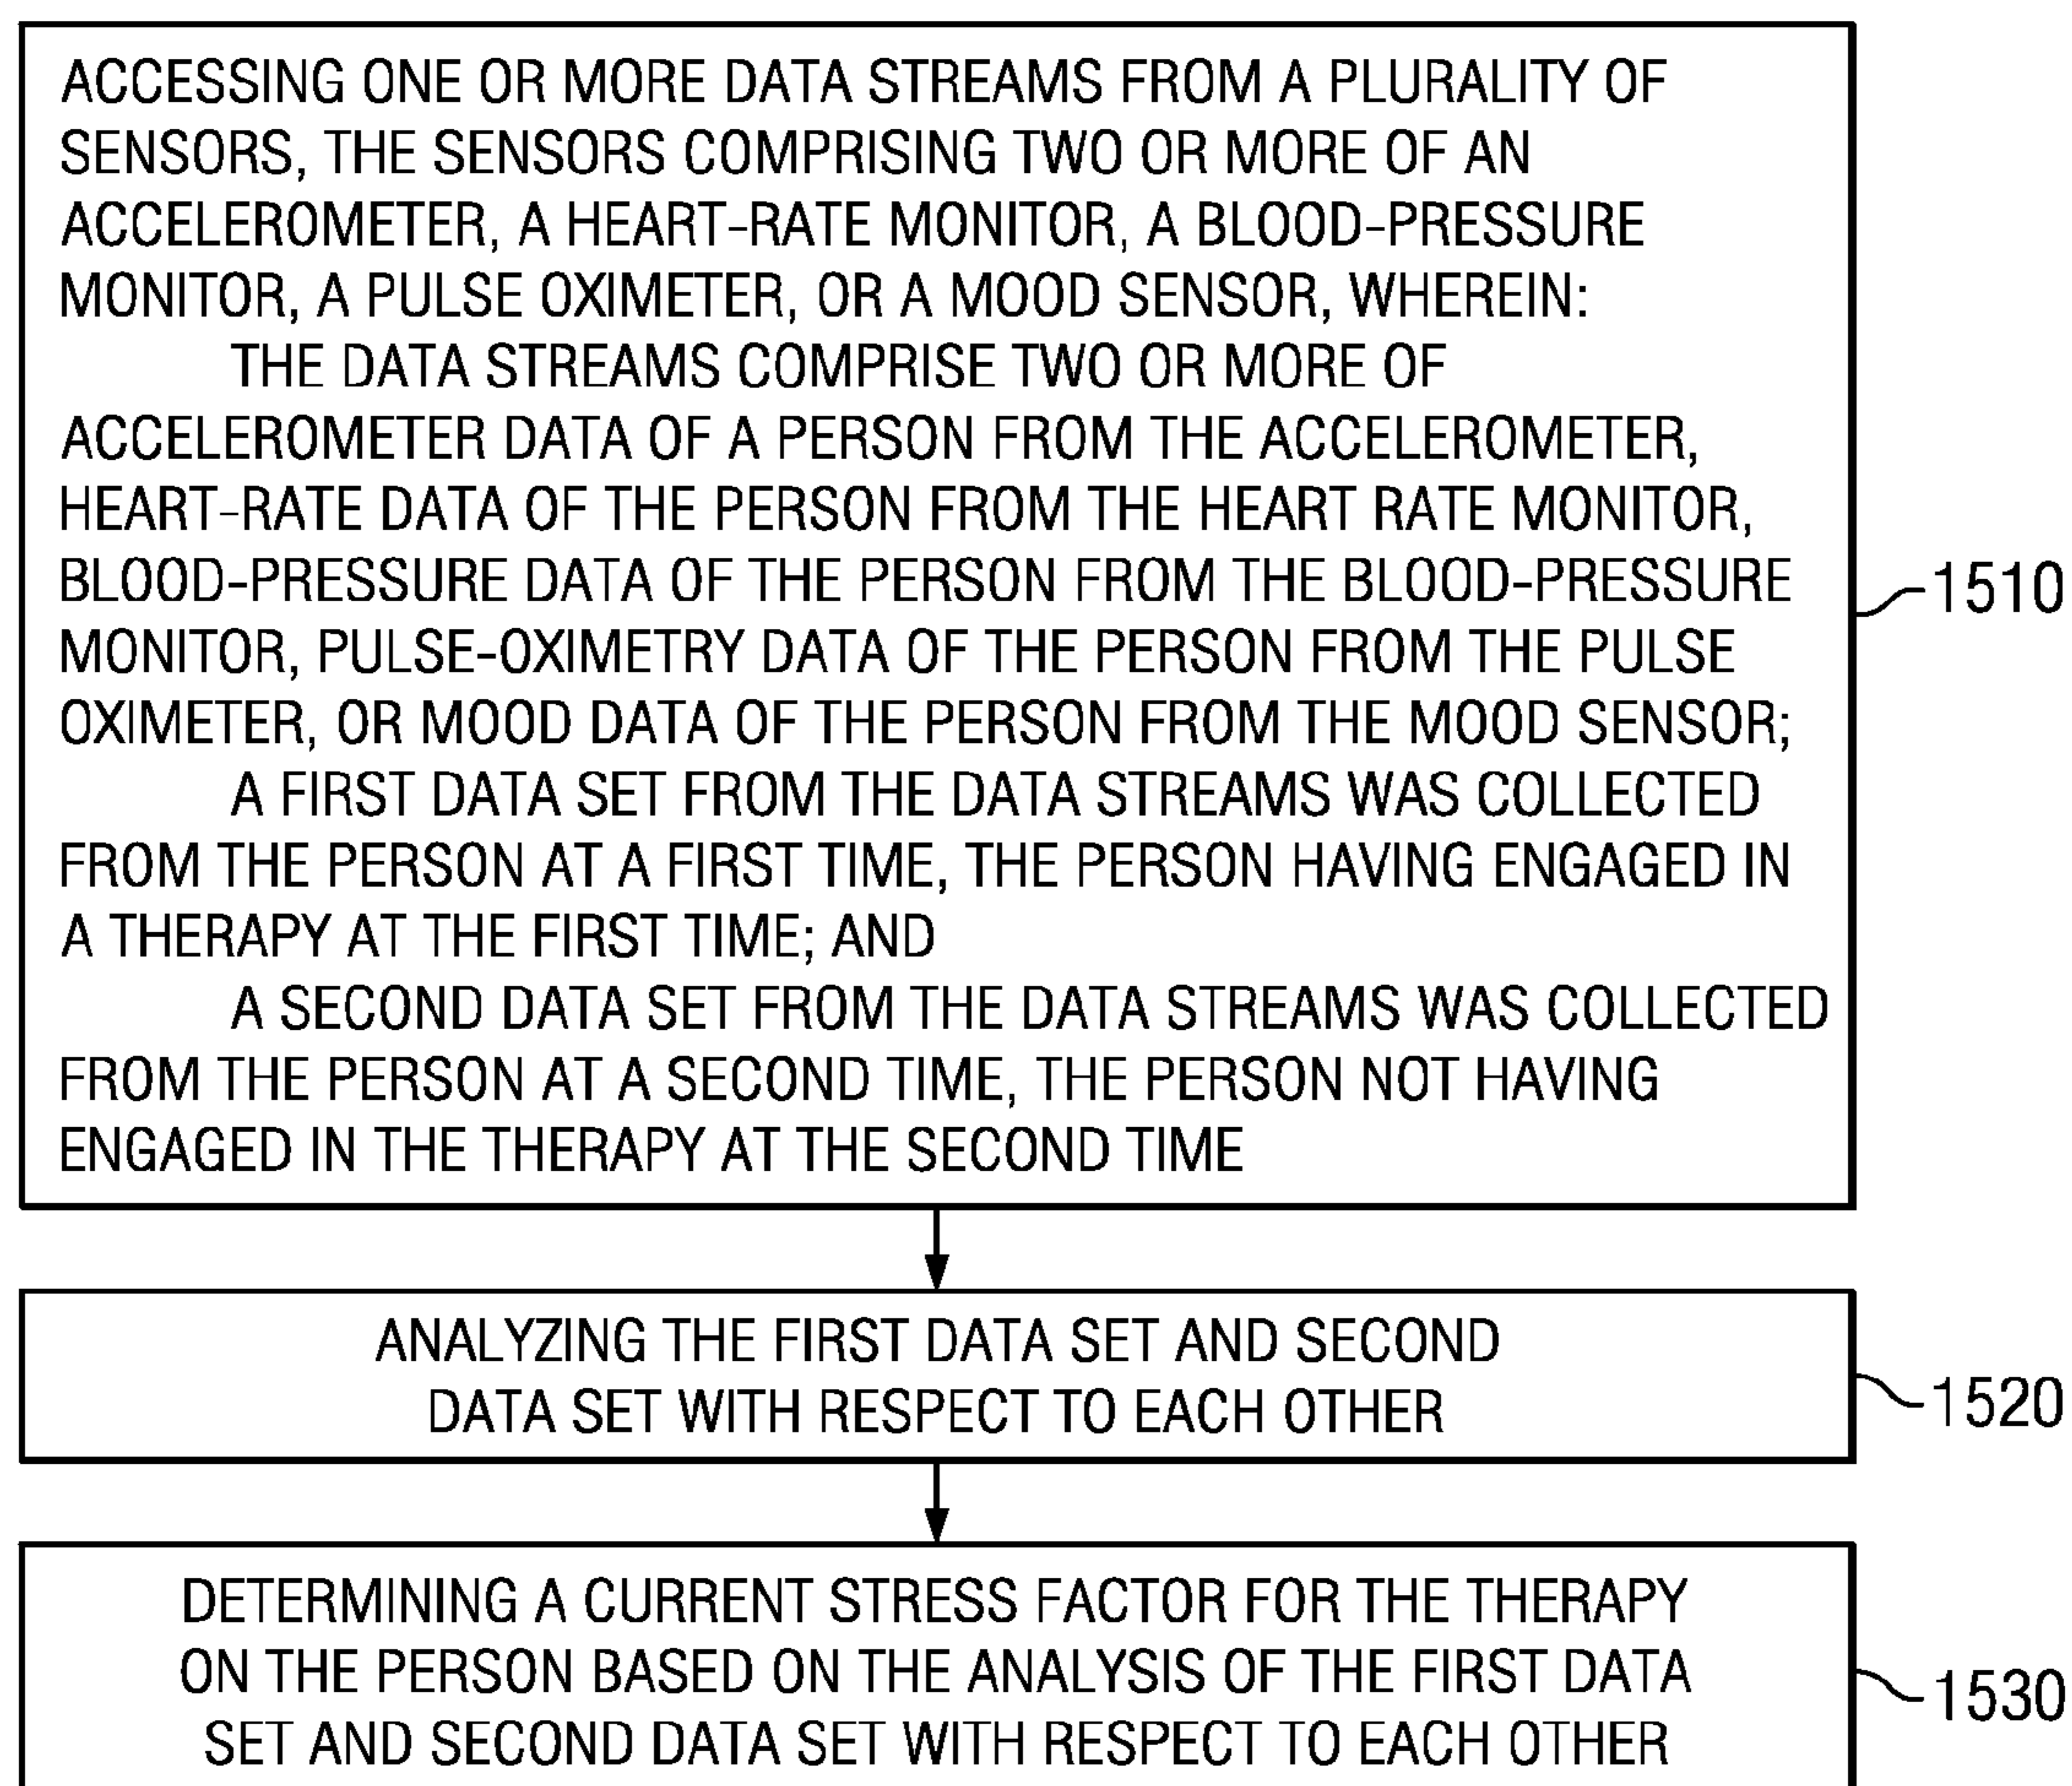 ACCESSING ONE OR MORE DATA STREAMS FROM A PLURALITY OF
SENSORS, THE SENSORS COMPRISING TWO OR MORE OF AN
ACCELEROMETER, A HEART-RATE MONITOR, A BLOOD-PRESSURE
MONITOR, A PULSE OXIMETER, OR A MOOD SENSOR, WHEREIN:
THE DATA STREAMS COMPRISE TWO OR MORE OF
ACCELEROMETER DATA OF A PERSON FROM THE ACCELEROMETER,
HEART-RATE DATA OF THE PERSON FROM THE HEART RATE MONITOR,
BLOOD-PRESSURE DATA OF THE PERSON FROM THE BLOOD-PRESSURE
MONITOR, PULSE-OXIMETRY DATA OF THE PERSON FROM THE PULSE
OXIMETER, OR MOOD DATA OF THE PERSON FROM THE MOOD SENSOR;
A FIRST DATA SET FROM THE DATA STREAMS WAS COLLECTED
FROM THE PERSON AT A FIRST TIME, THE PERSON HAVING ENGAGED IN
A THERAPY AT THE FIRST TIME; AND
A SECOND DATA SET FROM THE DATA STREAMS WAS COLLECTED
FROM THE PERSON AT A SECOND TIME, THE PERSON NOT HAVING
ENGAGED IN THE THERAPY AT THE SECOND TIME
1510
ANALYZING THE FIRST DATA SET AND SECOND
DATA SET WITH RESPECT TO EACH OTHER
1520
DETERMINING A CURRENT STRESS FACTOR FOR THE THERAPY
ON THE PERSON BASED ON THE ANALYSIS OF THE FIRST DATA
SET AND SECOND DATA SET WITH RESPECT TO EACH OTHER
1530